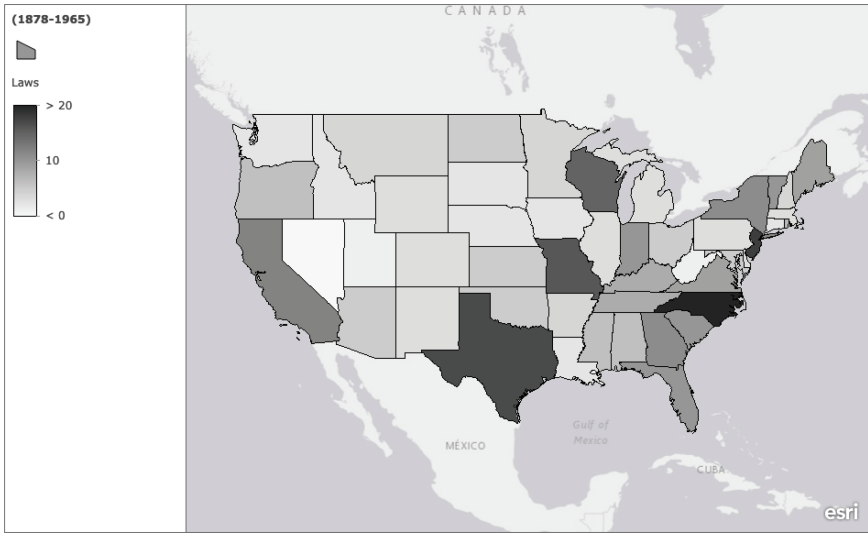 (1878-1965)
Laws
> 20
10
< 0
CANADA
Gulf of
Mexico
MÉXICO
CUBA
esri